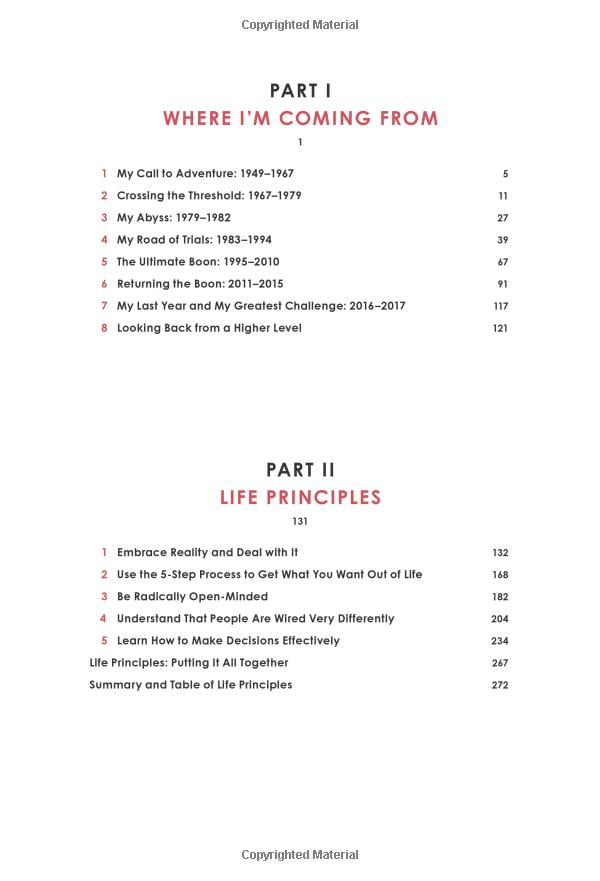 Copyrighted Material
PART I
WHERE I'M COMING FROM
1
1 My Call to Adventure: 1949–1967 5
2 Crossing the Threshold: 1967–1979 11
3 My Abyss: 1979–1982 27
4 My Road of Trials: 1983–1994 39
5 The Ultimate Boon: 1995–2010 67
6 Returning the Boon: 2011–2015 91
7 My Last Year and My Greatest Challenge: 2016–2017 117
8 Looking Back from a Higher Level 121
PART II
LIFE PRINCIPLES
131
1 Embrace Reality and Deal with It 132
2 Use the 5-Step Process to Get What You Want Out of Life 168
3 Be Radically Open-Minded 182
4 Understand That People Are Wired Very Differently 204
5 Learn How to Make Decisions Effectively 234
Life Principles: Putting It All Together 267
Summary and Table of Life Principles 272
Copyrighted Material